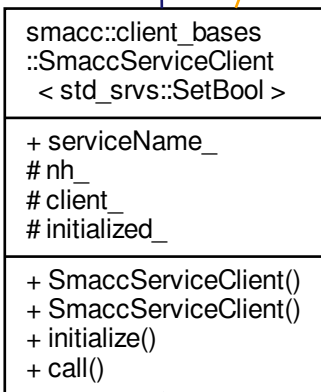 smacc::client_bases
::SmaccServiceClient
< std_srvs::SetBool >
+ serviceName_
# nh_
# client_
# initialized_
+ SmaccServiceClient()
+ SmaccServiceClient()
+ initialize()
+ call()